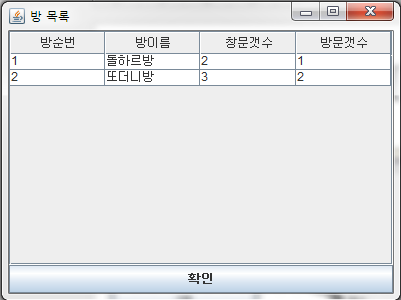 방 목록
방순번 방이름 창문갯수 방문갯수
1 돌하르방 2 1
2 또더니방 3 2
확인